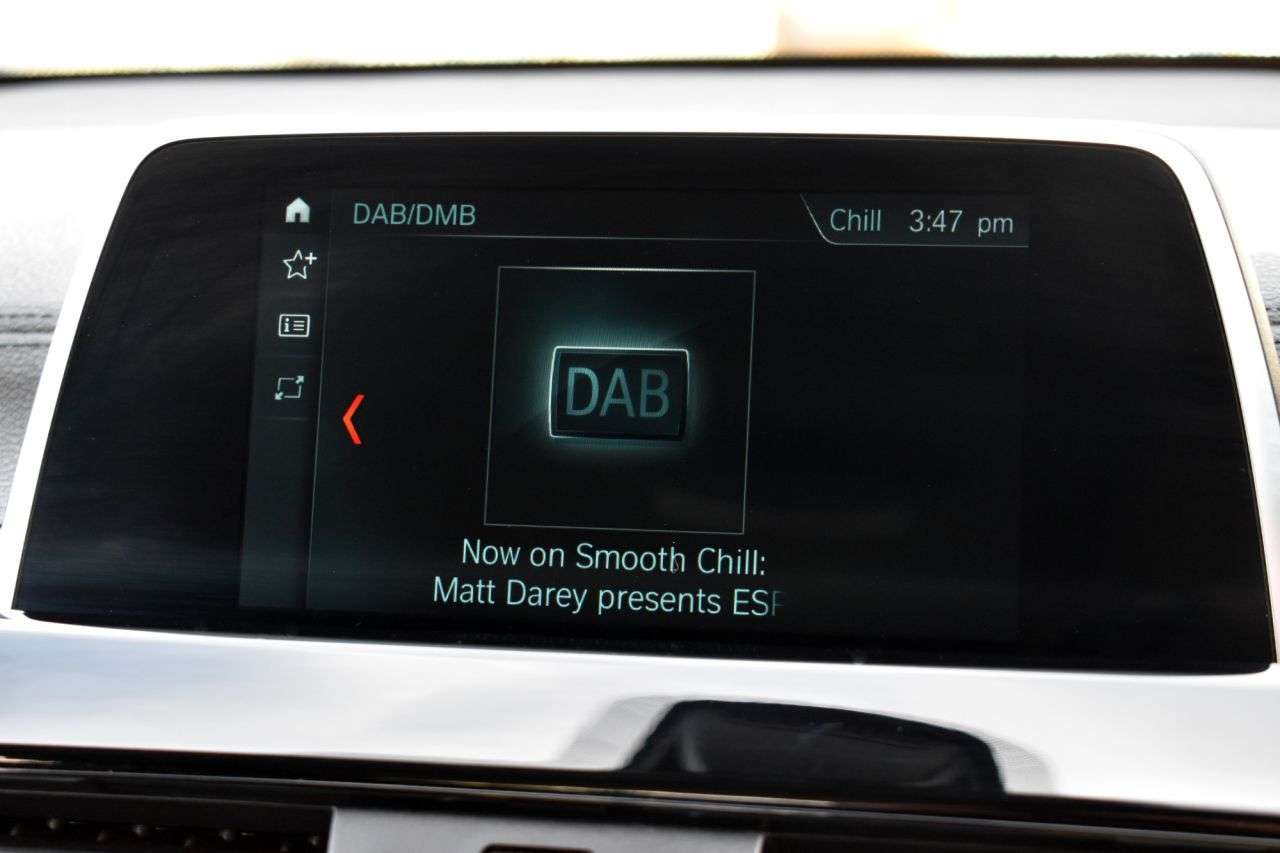 DAB/DMB
Chill 3:47 pm
DAB
Now on Smooth Chill:
Matt Darey presents